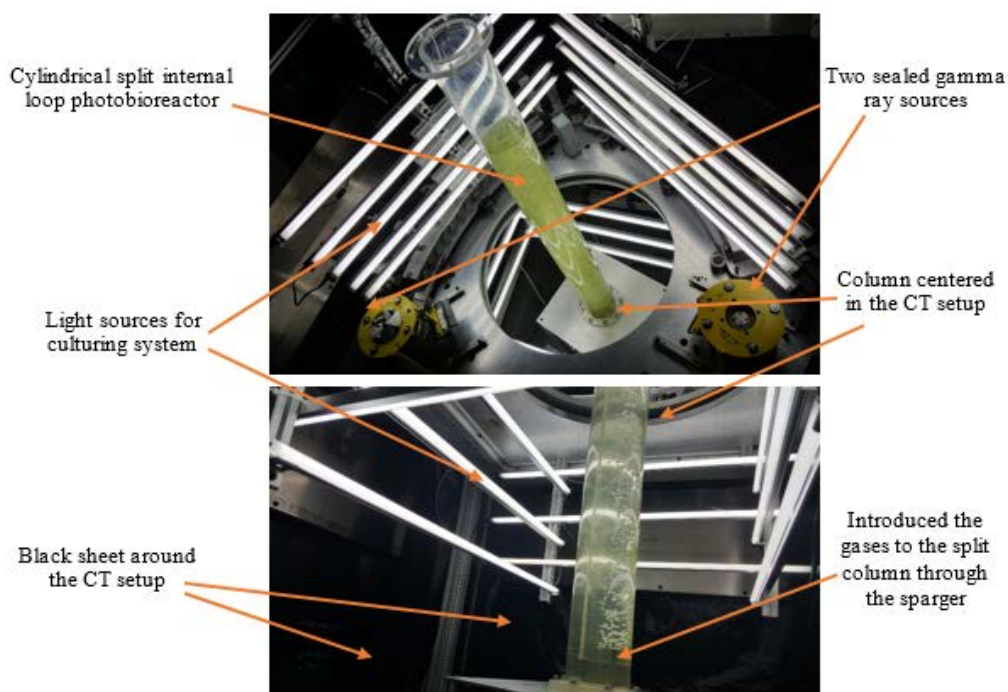 Cylindrical split internal
loop photobioreactor
Two sealed gamma
ray sources
Light sources for
culturing system
Column centered
in the CT setup
Black sheet around
the CT setup
Introduced the
gases to the split
column through
the sparger